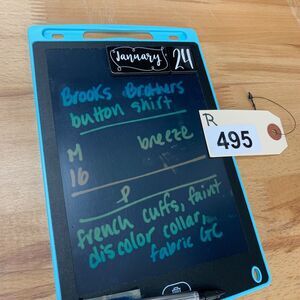 January 24
Brooks Brothers
button shirt
R
495
M breeze
16
P
french cuffs, faint
discolor collar,
fabric GC